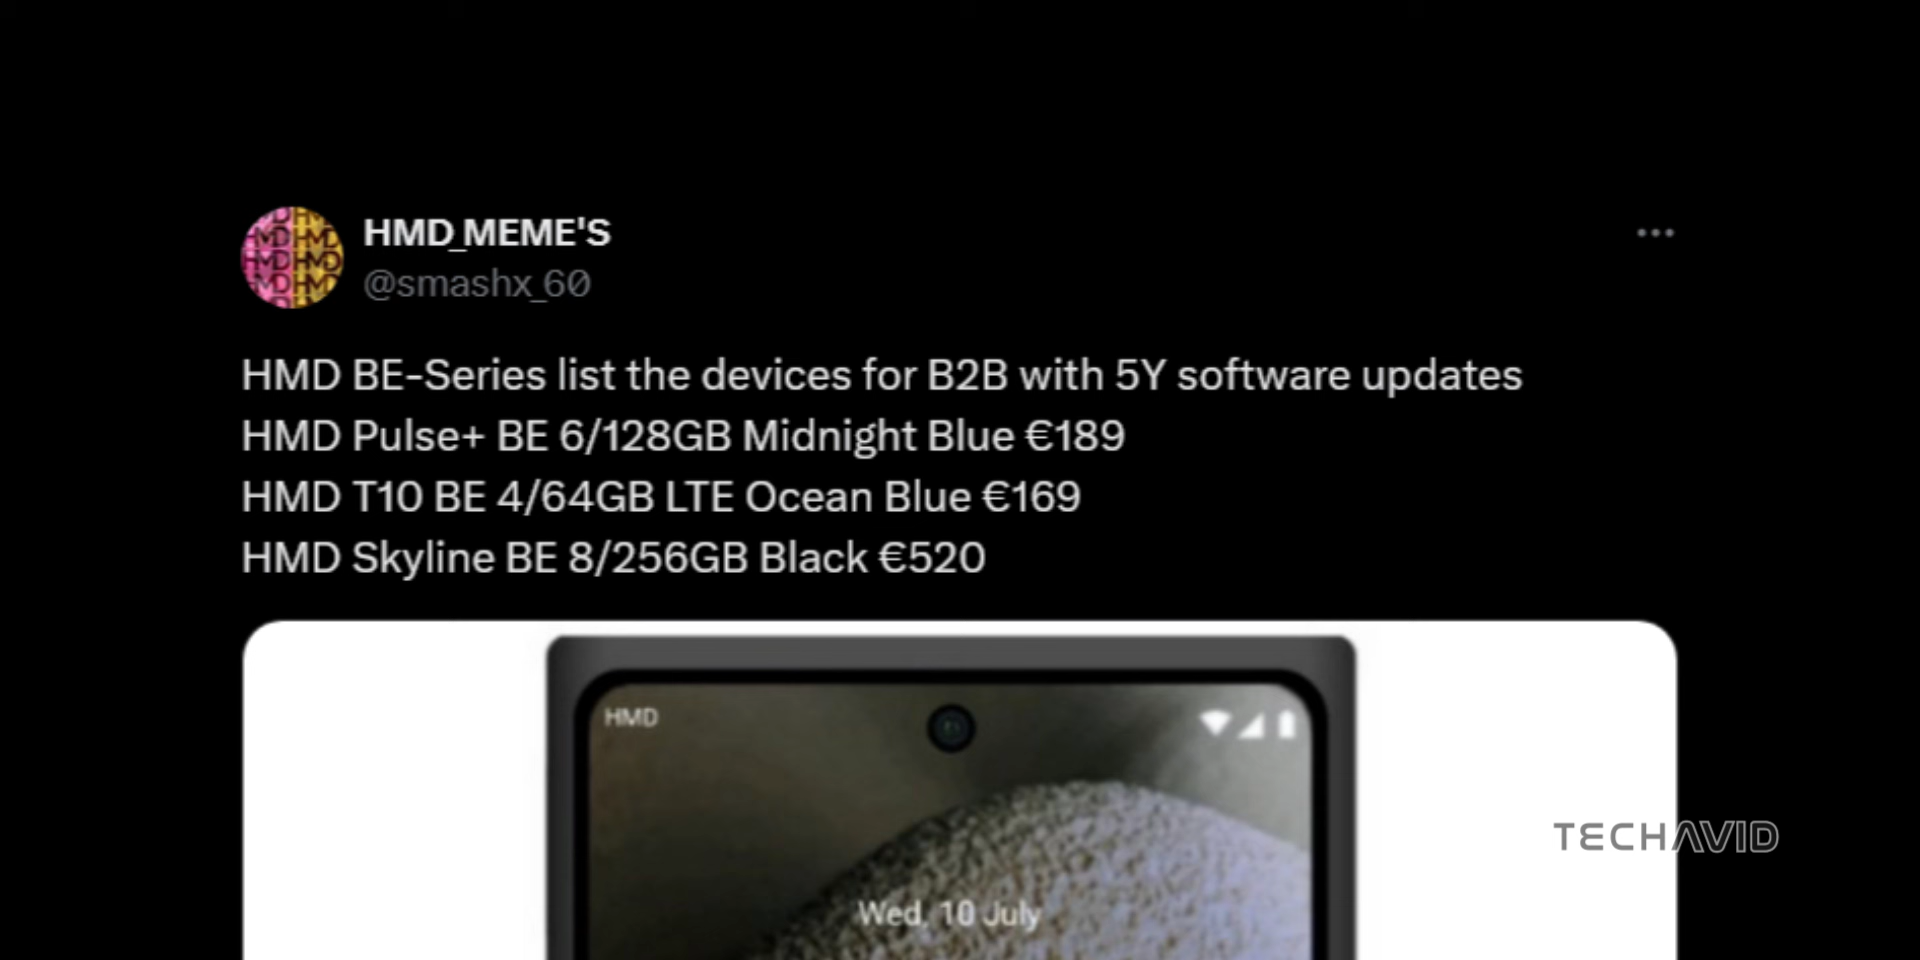 HMD_MEME'S
@smashx_60
HMD BE-Series list the devices for B2B with 5Y software updates
HMD Pulse+ BE 6/128GB Midnight Blue €189
HMD T10 BE 4/64GB LTE Ocean Blue €169
HMD Skyline BE 8/256GB Black €520
HMD
Wed, 10 July
TECHAVID